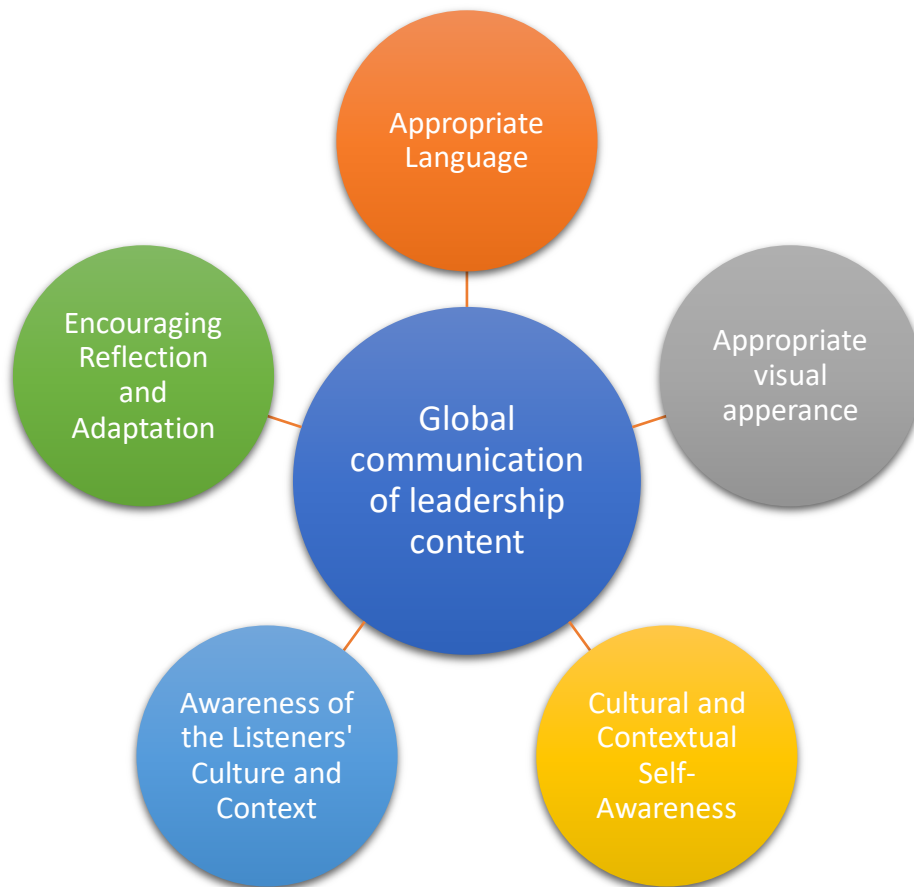 Appropriate
Language
Appropriate
visual
apperance
Cultural and
Contextual
Self-
Awareness
Awareness of
the Listeners'
Culture and
Context
Encouraging
Reflection
and
Adaptation
Global
communication
of leadership
content